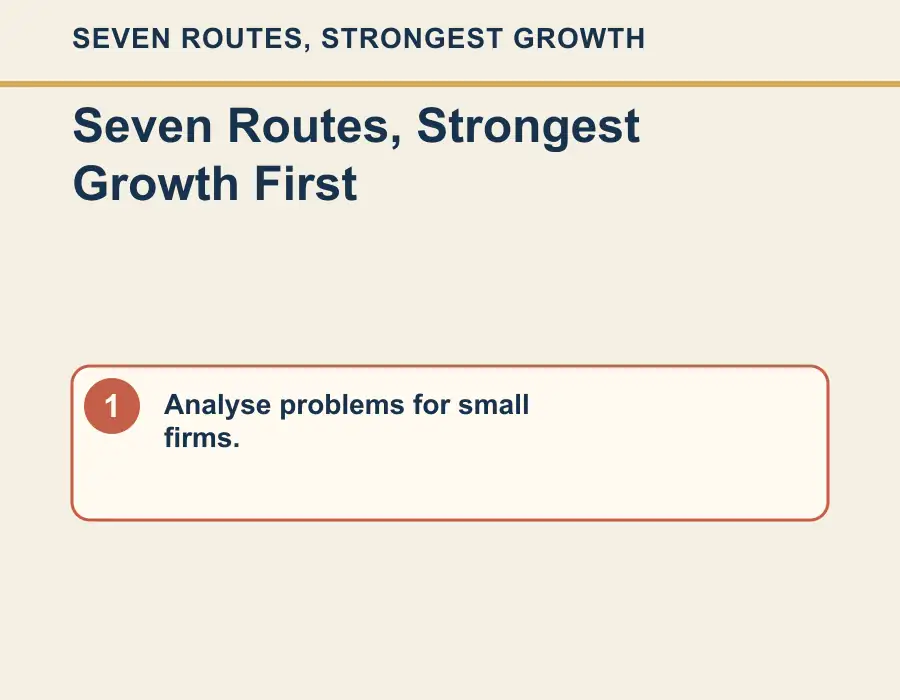 SEVEN ROUTES, STRONGEST GROWTH
Seven Routes, Strongest
Growth First
1
Analyse problems for small
firms.